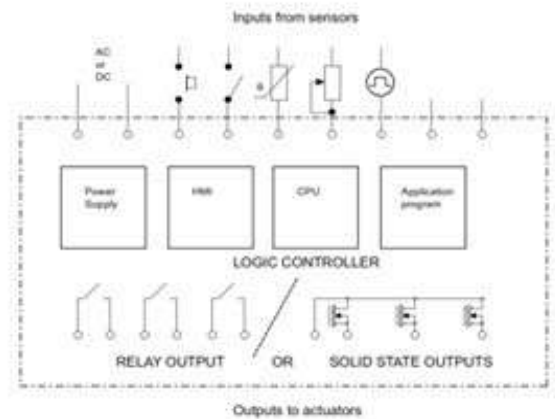 Inputs from sensors
AC
or
DC
θ
Power
Supply
HMI
CPU
Application
program
LOGIC CONTROLLER
RELAY OUTPUT
OR
SOLID STATE OUTPUTS
Outputs to actuators